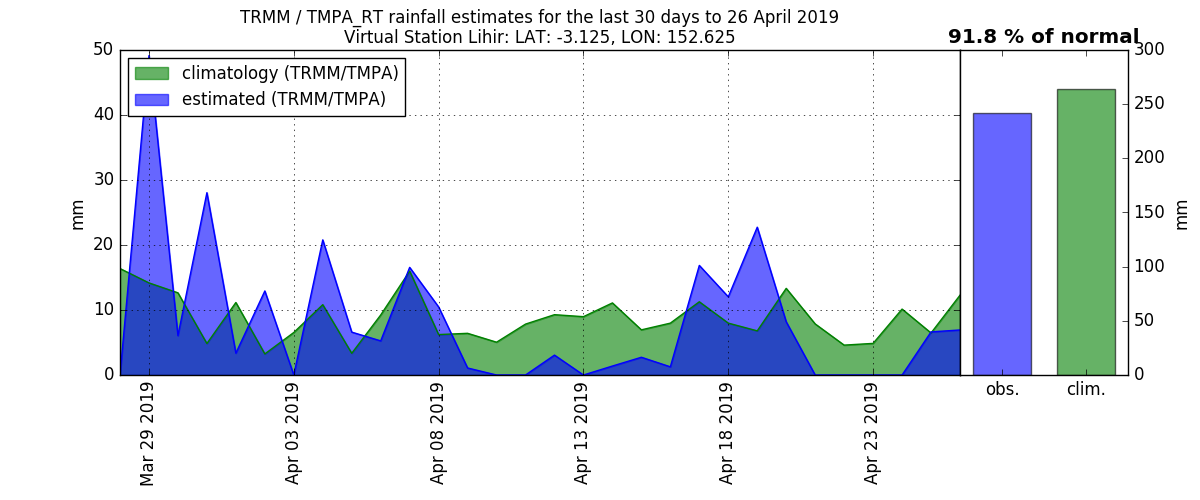 TRMM / TMPA_RT rainfall estimates for the last 30 days to 26 April 2019
Virtual Station Lihir: LAT: -3.125, LON: 152.625
91.8 % of normal
climatology (TRMM/TMPA)
estimated (TRMM/TMPA)
50
40
30
20
10
0
mm
Mar 29 2019
Apr 03 2019
Apr 08 2019
Apr 13 2019
Apr 18 2019
Apr 23 2019
300
250
200
150
100
50
0
mm
obs.
clim.